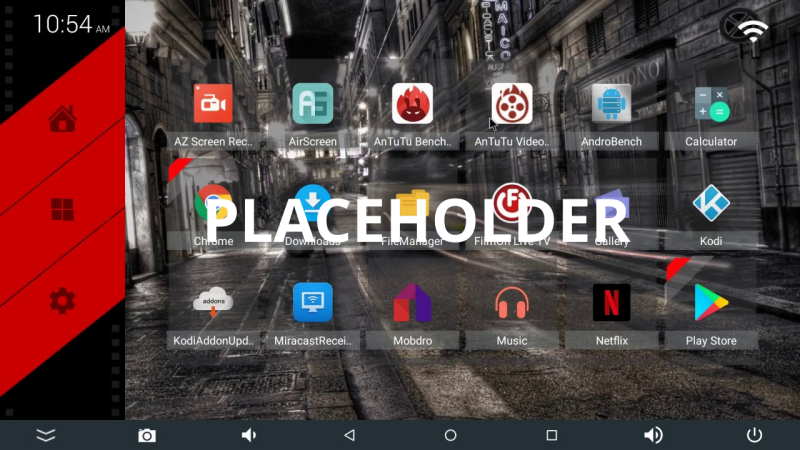 10:54 AM
AZ Screen Rec..
AirScreen
AnTuTu Bench..
AnTuTu Video..
AndroBench
Calculator
Chrome
Downloads
FileManager
FilmOn Live TV
Gallery
Kodi
PLACEHOLDER
addons
KodiAddonUpd..
MiracastRecei..
Mobdro
Music
Netflix
Play Store